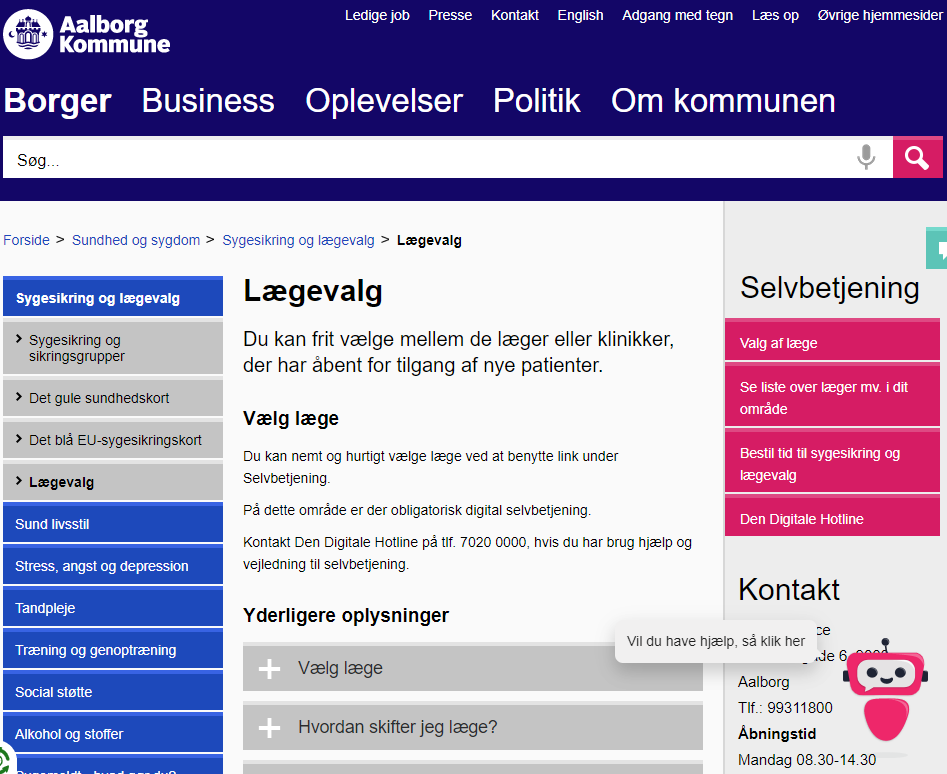 Aalborg
Kommune
Ledige job Presse Kontakt English Adgang med tegn Læs op Øvrige hjemmesider
Borger Business Oplevelser Politik Om kommunen
Søg...
Forside > Sundhed og sygdom > Sygesikring og lægevalg > Lægevalg
Sygesikring og lægevalg
Sygesikring og
sikringsgrupper
Det gule sundhedskort
Det blå EU-sygesikringskort
Lægevalg
Sund livsstil
Stress, angst og depression
Tandpleje
Træning og genoptræning
Social støtte
Alkohol og stoffer
Lægevalg
Du kan frit vælge mellem de læger eller klinikker,
der har åbent for tilgang af nye patienter.
Vælg læge
Du kan nemt og hurtigt vælge læge ved at benytte link under
Selvbetjening.
På dette område er der obligatorisk digital selvbetjening.
Kontakt Den Digitale Hotline på tlf. 7020 0000, hvis du har brug hjælp og
vejledning til selvbetjening.
Yderligere oplysninger
Vælg læge
Hvordan skifter jeg læge?
Selvbetjening
Valg af læge
Se liste over læger mv. i dit
område
Bestil tid til sygesikring og
lægevalg
Den Digitale Hotline
Kontakt
Vil du have hjælp, så klik her
Aalborg
Tlf.: 99311800
Åbningstid
Mandag 08.30-14.30